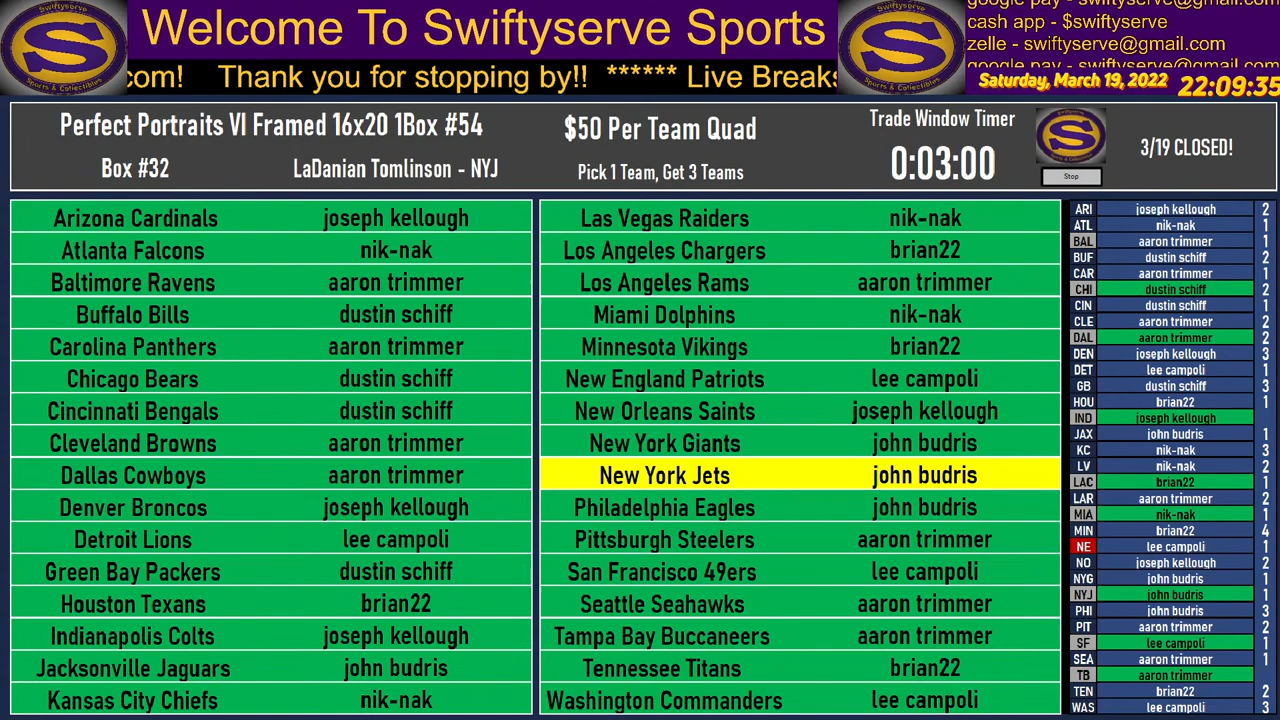 Welcome To Swiftyserve Sports
google pay - swiftyserve@gmail.com
cash app - $swiftyserve
zelle - swiftyserve@gmail.com
google pay - swiftyserve@gmail.com
.com! Thank you for stopping by!! ****** Live Breaks
Saturday, March 19, 2022 22:09:35
S
Sports & Collectibles
S
Sports & Collectibles
Perfect Portraits VI Framed 16x20 1Box #54
Box #32 LaDanian Tomlinson - NYJ
$50 Per Team Quad
Pick 1 Team, Get 3 Teams
Trade Window Timer
0:03:00
Stop
3/19 CLOSED!
Arizona Cardinals joseph kellough
Atlanta Falcons nik-nak
Baltimore Ravens aaron trimmer
Buffalo Bills dustin schiff
Carolina Panthers aaron trimmer
Chicago Bears dustin schiff
Cincinnati Bengals dustin schiff
Cleveland Browns aaron trimmer
Dallas Cowboys aaron trimmer
Denver Broncos joseph kellough
Detroit Lions lee campoli
Green Bay Packers dustin schiff
Houston Texans brian22
Indianapolis Colts joseph kellough
Jacksonville Jaguars john budris
Kansas City Chiefs nik-nak
Las Vegas Raiders nik-nak
Los Angeles Chargers brian22
Los Angeles Rams aaron trimmer
Miami Dolphins nik-nak
Minnesota Vikings brian22
New England Patriots lee campoli
New Orleans Saints joseph kellough
New York Giants john budris
New York Jets john budris
Philadelphia Eagles john budris
Pittsburgh Steelers aaron trimmer
San Francisco 49ers lee campoli
Seattle Seahawks aaron trimmer
Tampa Bay Buccaneers aaron trimmer
Tennessee Titans brian22
Washington Commanders lee campoli
ARI joseph kellough 2
ATL nik-nak 1
BAL aaron trimmer 1
BUF dustin schiff 2
CAR aaron trimmer 1
CHI dustin schiff 2
CIN dustin schiff 1
CLE aaron trimmer 2
DAL aaron trimmer 2
DEN joseph kellough 3
DET lee campoli 1
GB dustin schiff 3
HOU brian22 1
IND joseph kellough
JAX john budris 1
KC nik-nak 3
LV nik-nak 2
LAC brian22 1
LAR aaron trimmer 2
MIA nik-nak 1
MIN brian22 4
NE lee campoli 1
NO joseph kellough 2
NYG john budris 1
NYJ john budris 1
PHI john budris 3
PIT aaron trimmer 2
SF lee campoli 1
SEA aaron trimmer 1
TB aaron trimmer
TEN brian22 2
WAS lee campoli 3